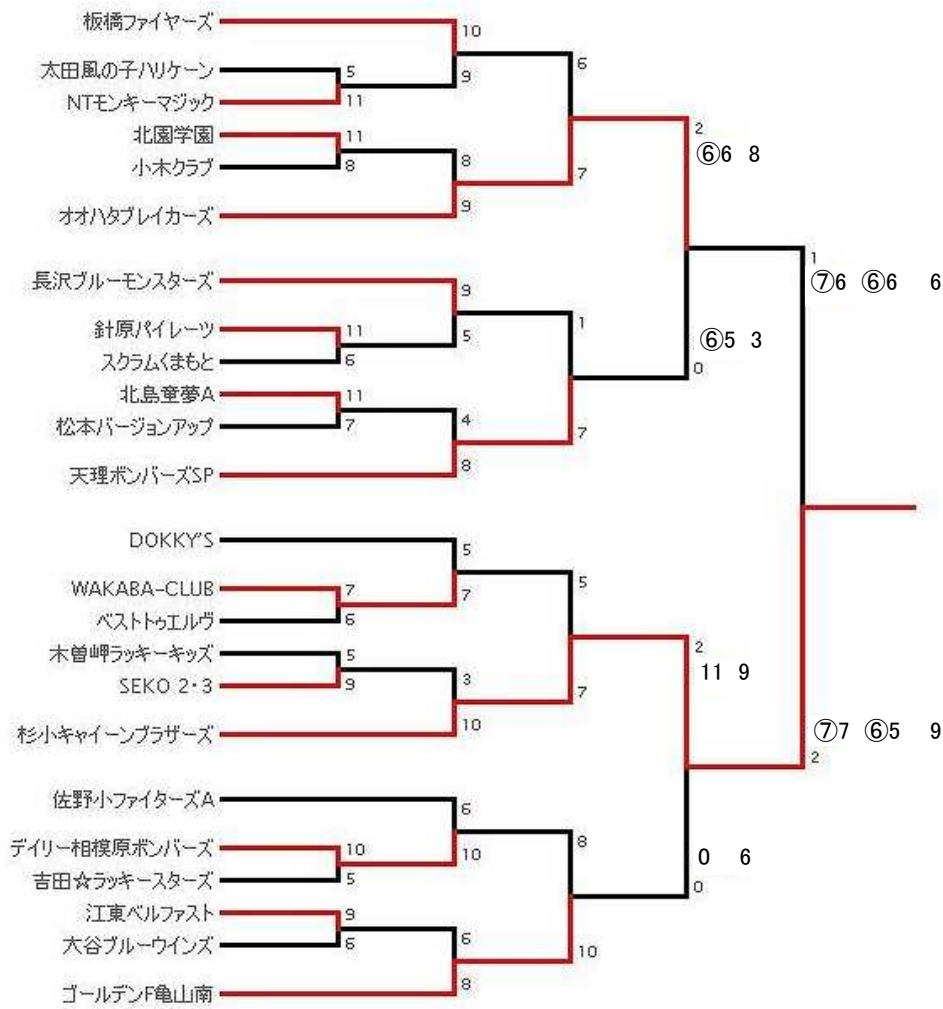 板橋ファイヤーズ
10
太田風の子ハリケーン
5
6
9
NTモンキーマジック
11
北園学園
11
2
⑥6 8
小木クラブ
8
8
7
オオハタブレイカーズ
9
1
⑦6 ⑥6 6
長沢ブルーモンスターズ
9
針原パイレーツ
11
1
5
⑥5 3
スクラムくまもと
6
0
北島童夢A
11
松本バージョンアップ
7
4
7
天理ボンバーズSP
8
DOKKY'S
5
WAKABA-CLUB
7
5
7
ベストトゥエルヴ
6
木曽岬ラッキーキッズ
5
2
11 9
SEKO 2・3
9
3
7
杉小キャイーンブラザーズ
10
⑦7 ⑥5 9
2
佐野小ファイターズA
6
デイリー相模原ボンバーズ
10
8
10
0 6
吉田☆ラッキースターズ
5
0
江東ベルファスト
9
大谷ブルーウインズ
6
6
10
ゴールデンF亀山南
8